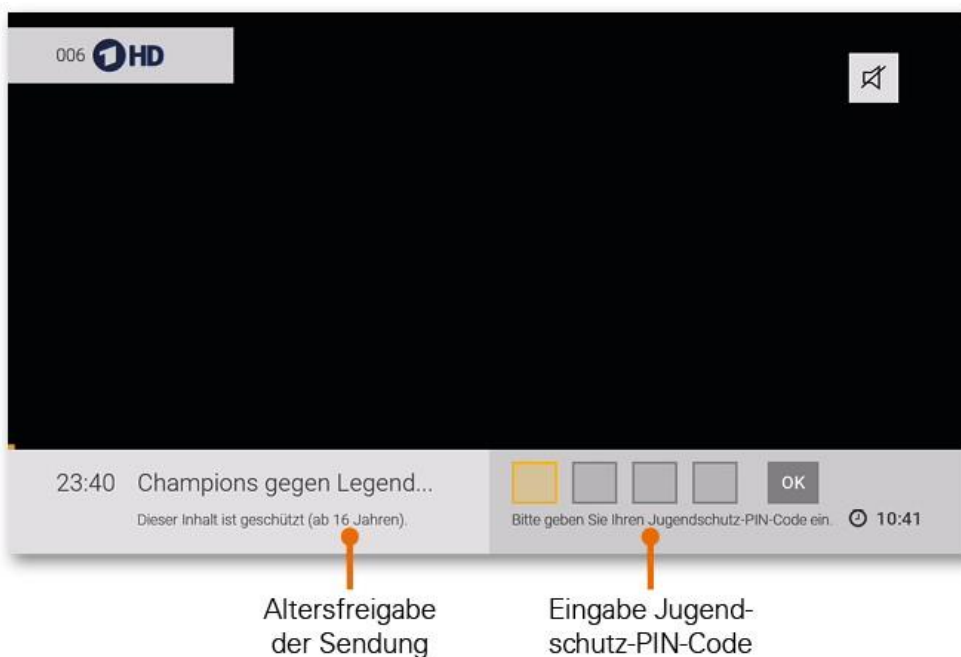 006 1 HD
23:40 Champions gegen Legend...
OK
Dieser Inhalt ist geschützt (ab 16 Jahren).
Bitte geben Sie Ihren Jugendschutz-PIN-Code ein. 10:41
Altersfreigabe
der Sendung
Eingabe Jugend-
schutz-PIN-Code